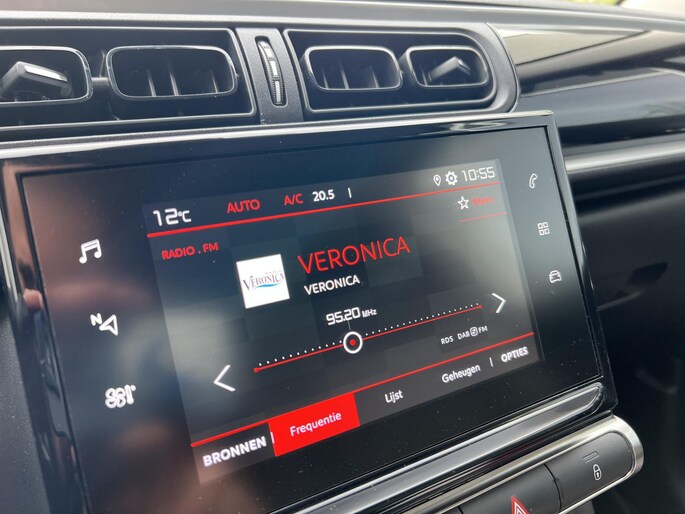 12°C AUTO A/C 20.5 10:55
RADIO . FM
VERONICA
VERONICA
VERONICA
95.20 MHz
RDS DAB FM
BRONNEN Frequentie Lijst Geheugen OPTIES
N